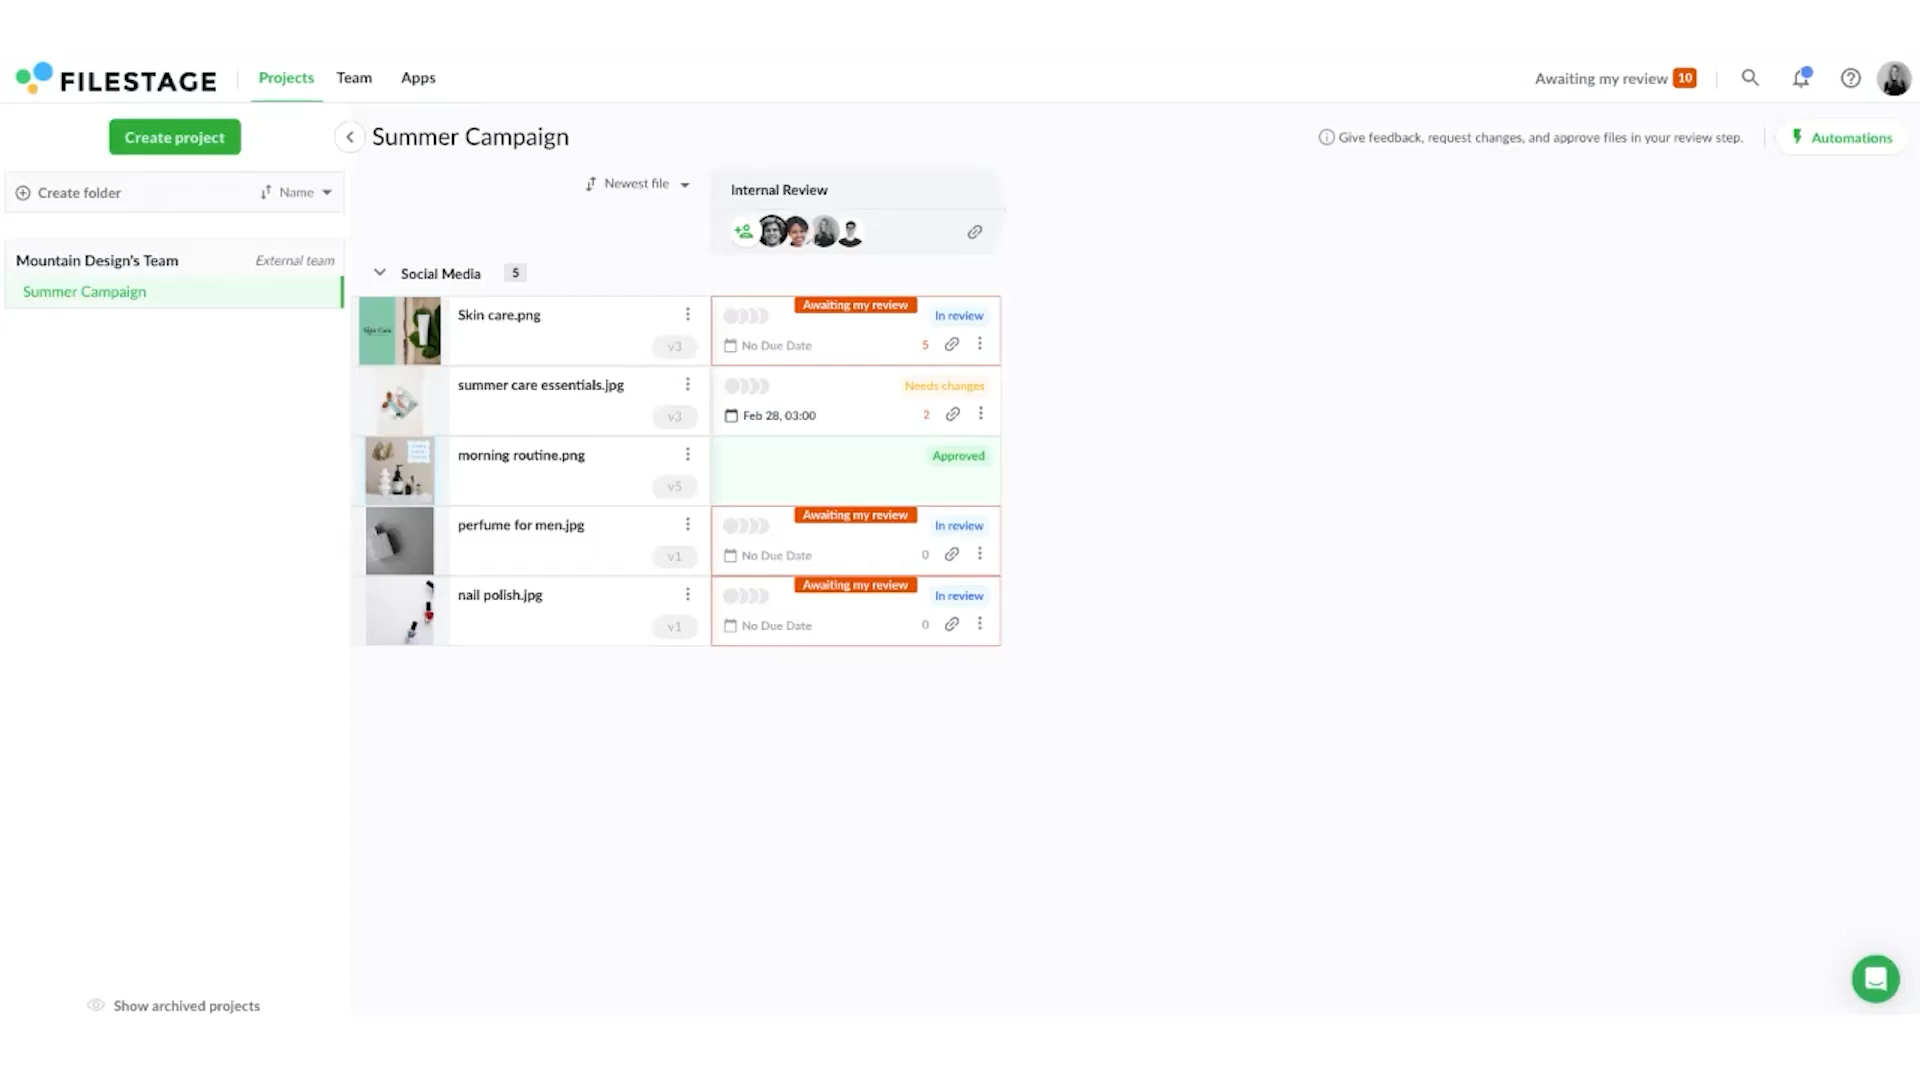 FILESTAGE
Projects
Team
Apps
Awaiting my review 10
Create project
Summer Campaign
Give feedback, request changes, and approve files in your review step.
Automations
Create folder
Name
Newest file
Internal Review
Mountain Design's Team
External team
Summer Campaign
Social Media 5
Skin care.png
v3
Awaiting my review
In review
No Due Date
5
summer care essentials.jpg
v3
Needs changes
Feb 28, 03:00
2
morning routine.png
v5
Approved
perfume for men.jpg
v1
Awaiting my review
In review
No Due Date
0
nail polish.jpg
v1
Awaiting my review
In review
No Due Date
0
Show archived projects